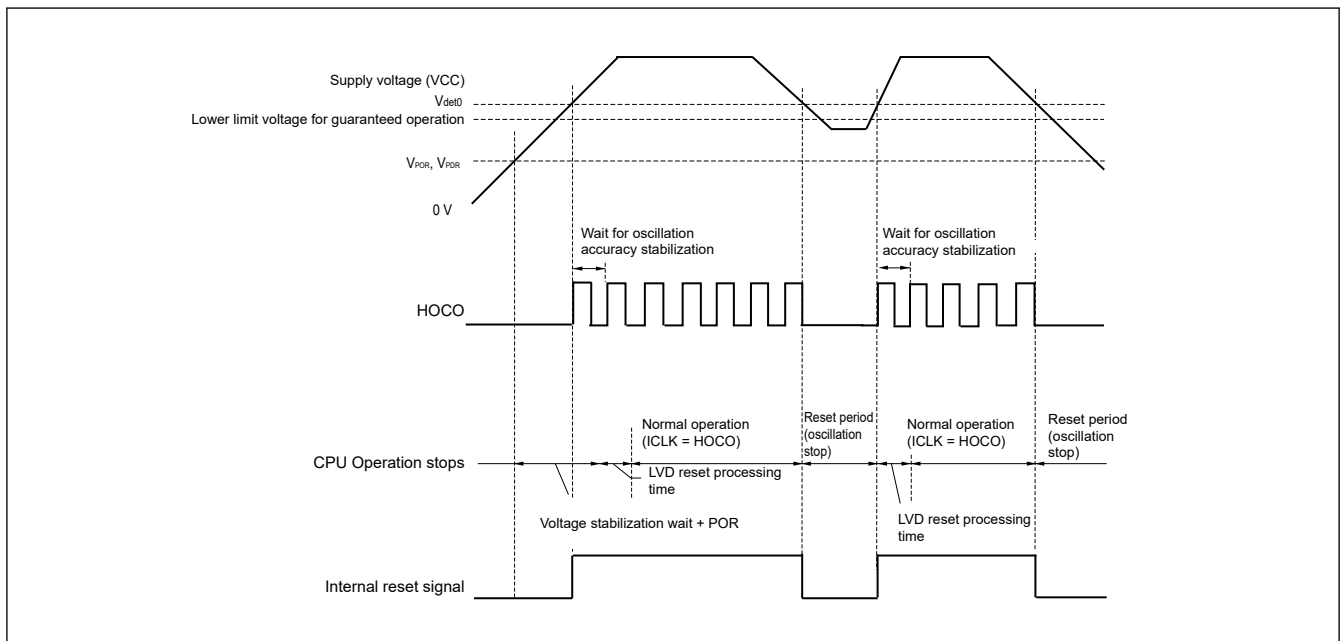 Supply voltage (VCC)
Vdet0
Lower limit voltage for guaranteed operation
VPOR, VPDR
0 V
Wait for oscillation
accuracy stabilization
Wait for oscillation
accuracy stabilization
HOCO
Normal operation
(ICLK = HOCO)
Reset period
(oscillation
stop)
Normal operation
(ICLK = HOCO)
Reset period
(oscillation
stop)
CPU Operation stops
LVD reset processing
time
LVD reset processing
time
Voltage stabilization wait + POR
Internal reset signal